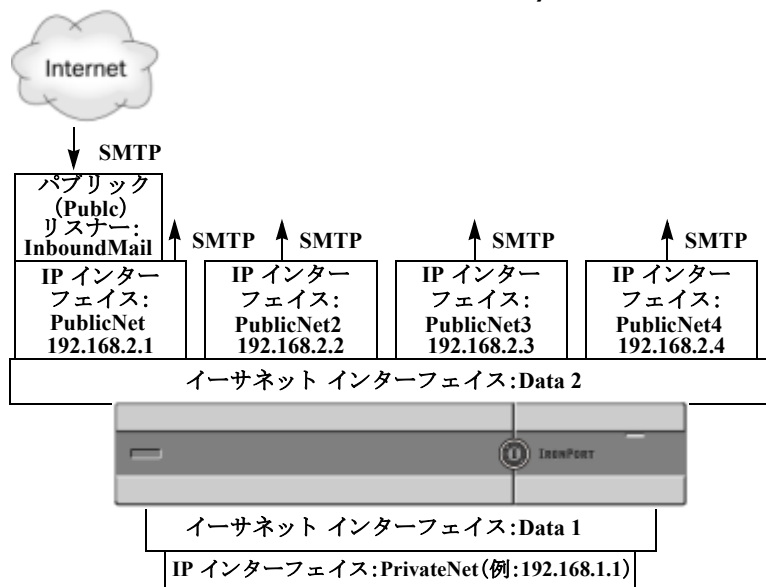 Internet
SMTP
パブリック
(Publc)
リスナー:
InboundMail
SMTP
SMTP
SMTP
SMTP
IP インター
フェイス:
PublicNet
192.168.2.1
IP インター
フェイス:
PublicNet2
192.168.2.2
IP インター
フェイス:
PublicNet3
192.168.2.3
IP インター
フェイス:
PublicNet4
192.168.2.4
イーサネット インターフェイス:Data 2
IRONPORT
イーサネット インターフェイス:Data 1
IP インターフェイス:PrivateNet(例:192.168.1.1)